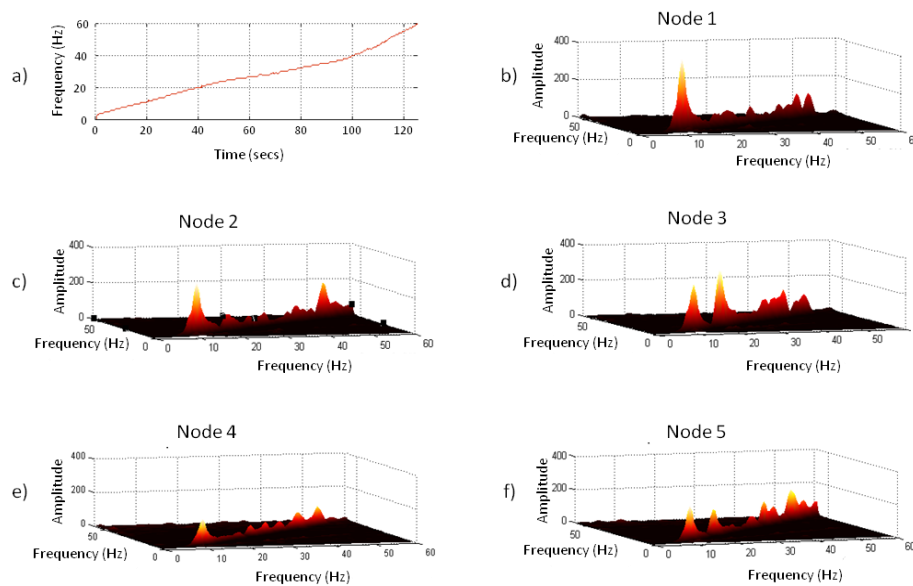 a)
Frequency (Hz)
60
40
20
0
0 20 40 60 80 100 120
Time (secs)
Node 1
b)
Amplitude
400
200
0
50
Frequency (Hz)
0
0 10 20 30 40 50 60
Frequency (Hz)
Node 2
c)
Amplitude
400
200
0
50
Frequency (Hz)
0
0 10 20 30 40 50 60
Frequency (Hz)
Node 3
d)
Amplitude
400
200
0
50
Frequency (Hz)
0
0 10 20 30 40 50 60
Frequency (Hz)
Node 4
e)
Amplitude
400
200
0
50
Frequency (Hz)
0
0 10 20 30 40 50 60
Frequency (Hz)
Node 5
f)
Amplitude
400
200
0
50
Frequency (Hz)
0
0 10 20 30 40 50 60
Frequency (Hz)